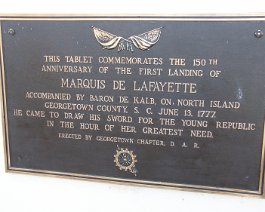 THIS TABLET COMMEMORATES THE 150TH
ANNIVERSARY OF THE FIRST LANDING OF
MARQUIS DE LAFAYETTE
ACCOMPANIED BY BARON DE KALB, ON NORTH ISLAND
GEORGETOWN COUNTY, S. C. JUNE 13, 1777.
HE CAME TO DRAW HIS SWORD FOR THE YOUNG REPUBLIC
IN THE HOUR OF HER GREATEST NEED.
ERECTED BY GEORGETOWN CHAPTER, D. A. R.